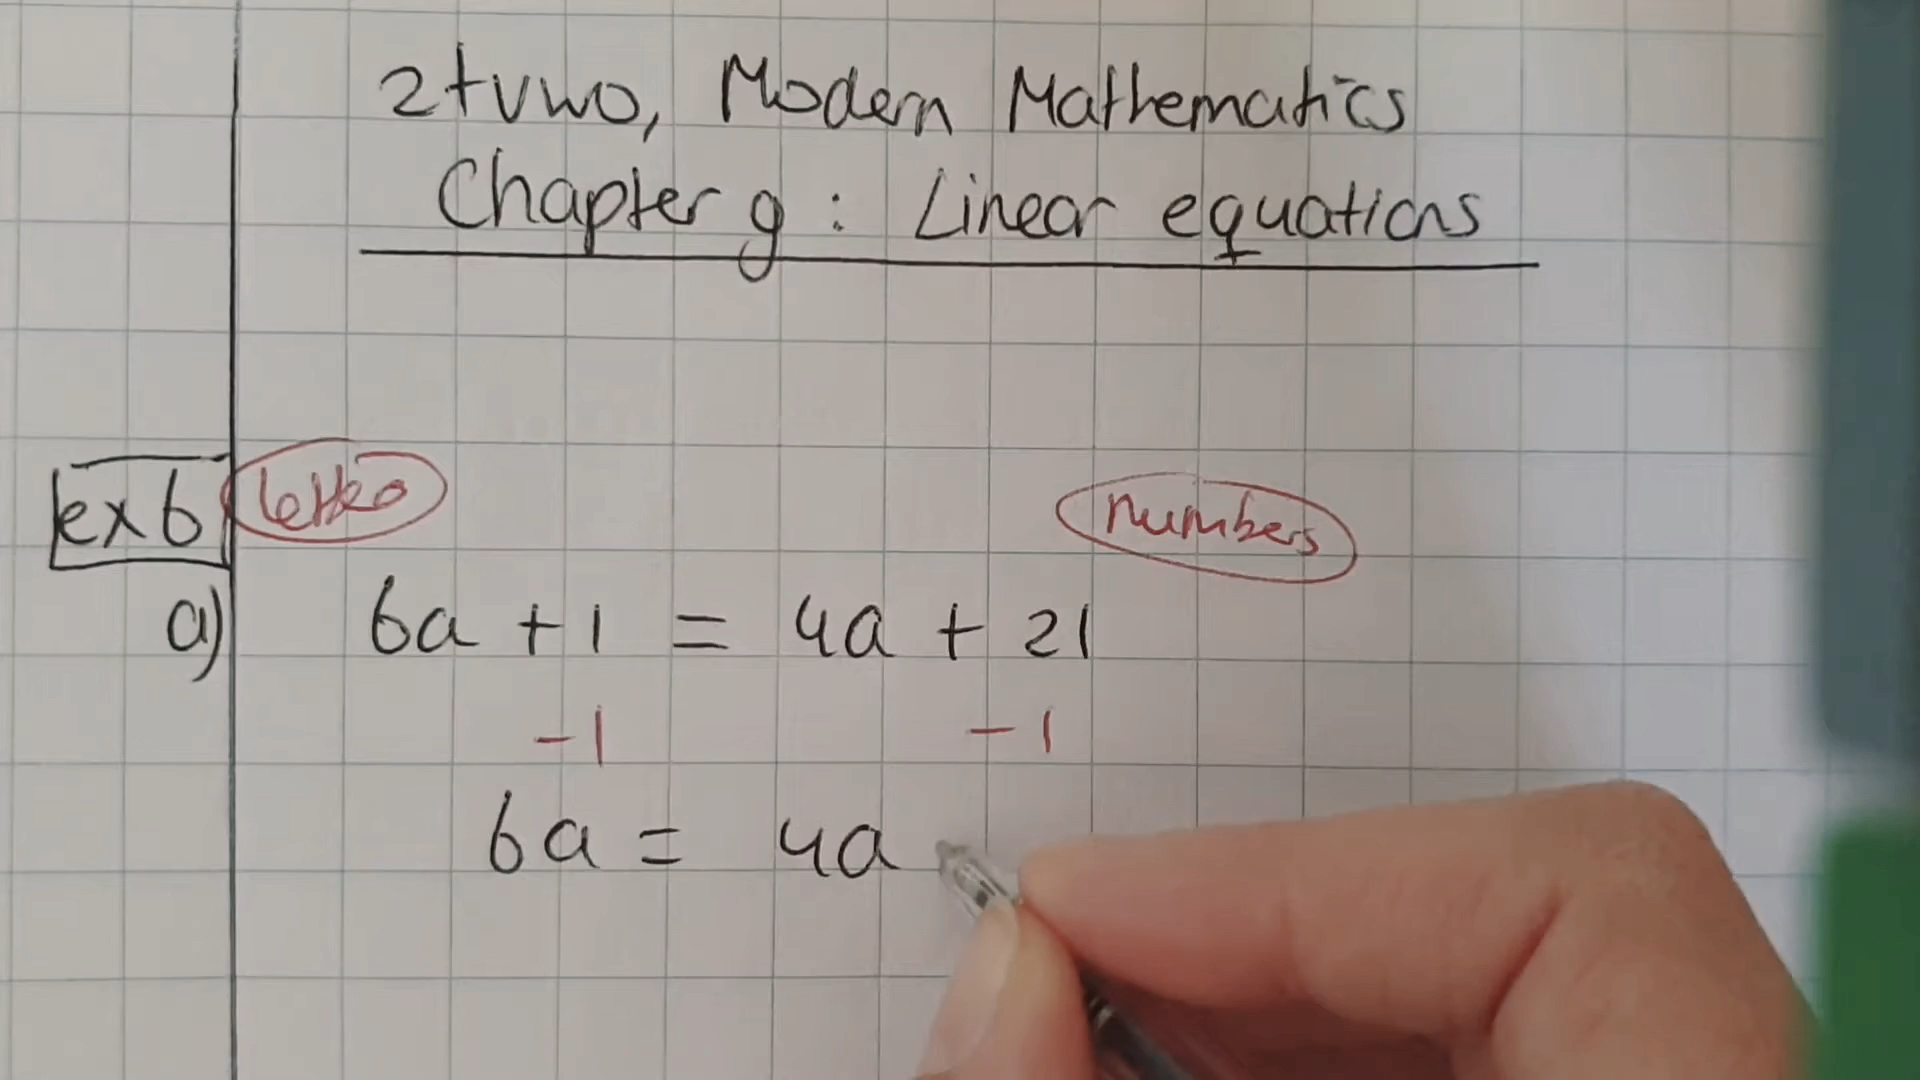 2tvwo, Modern Mathematics
Chapter 9: Linear equations
ex 6
numbers
a) 6a + 1 = 4a + 21
-1 -1
6a = 4a